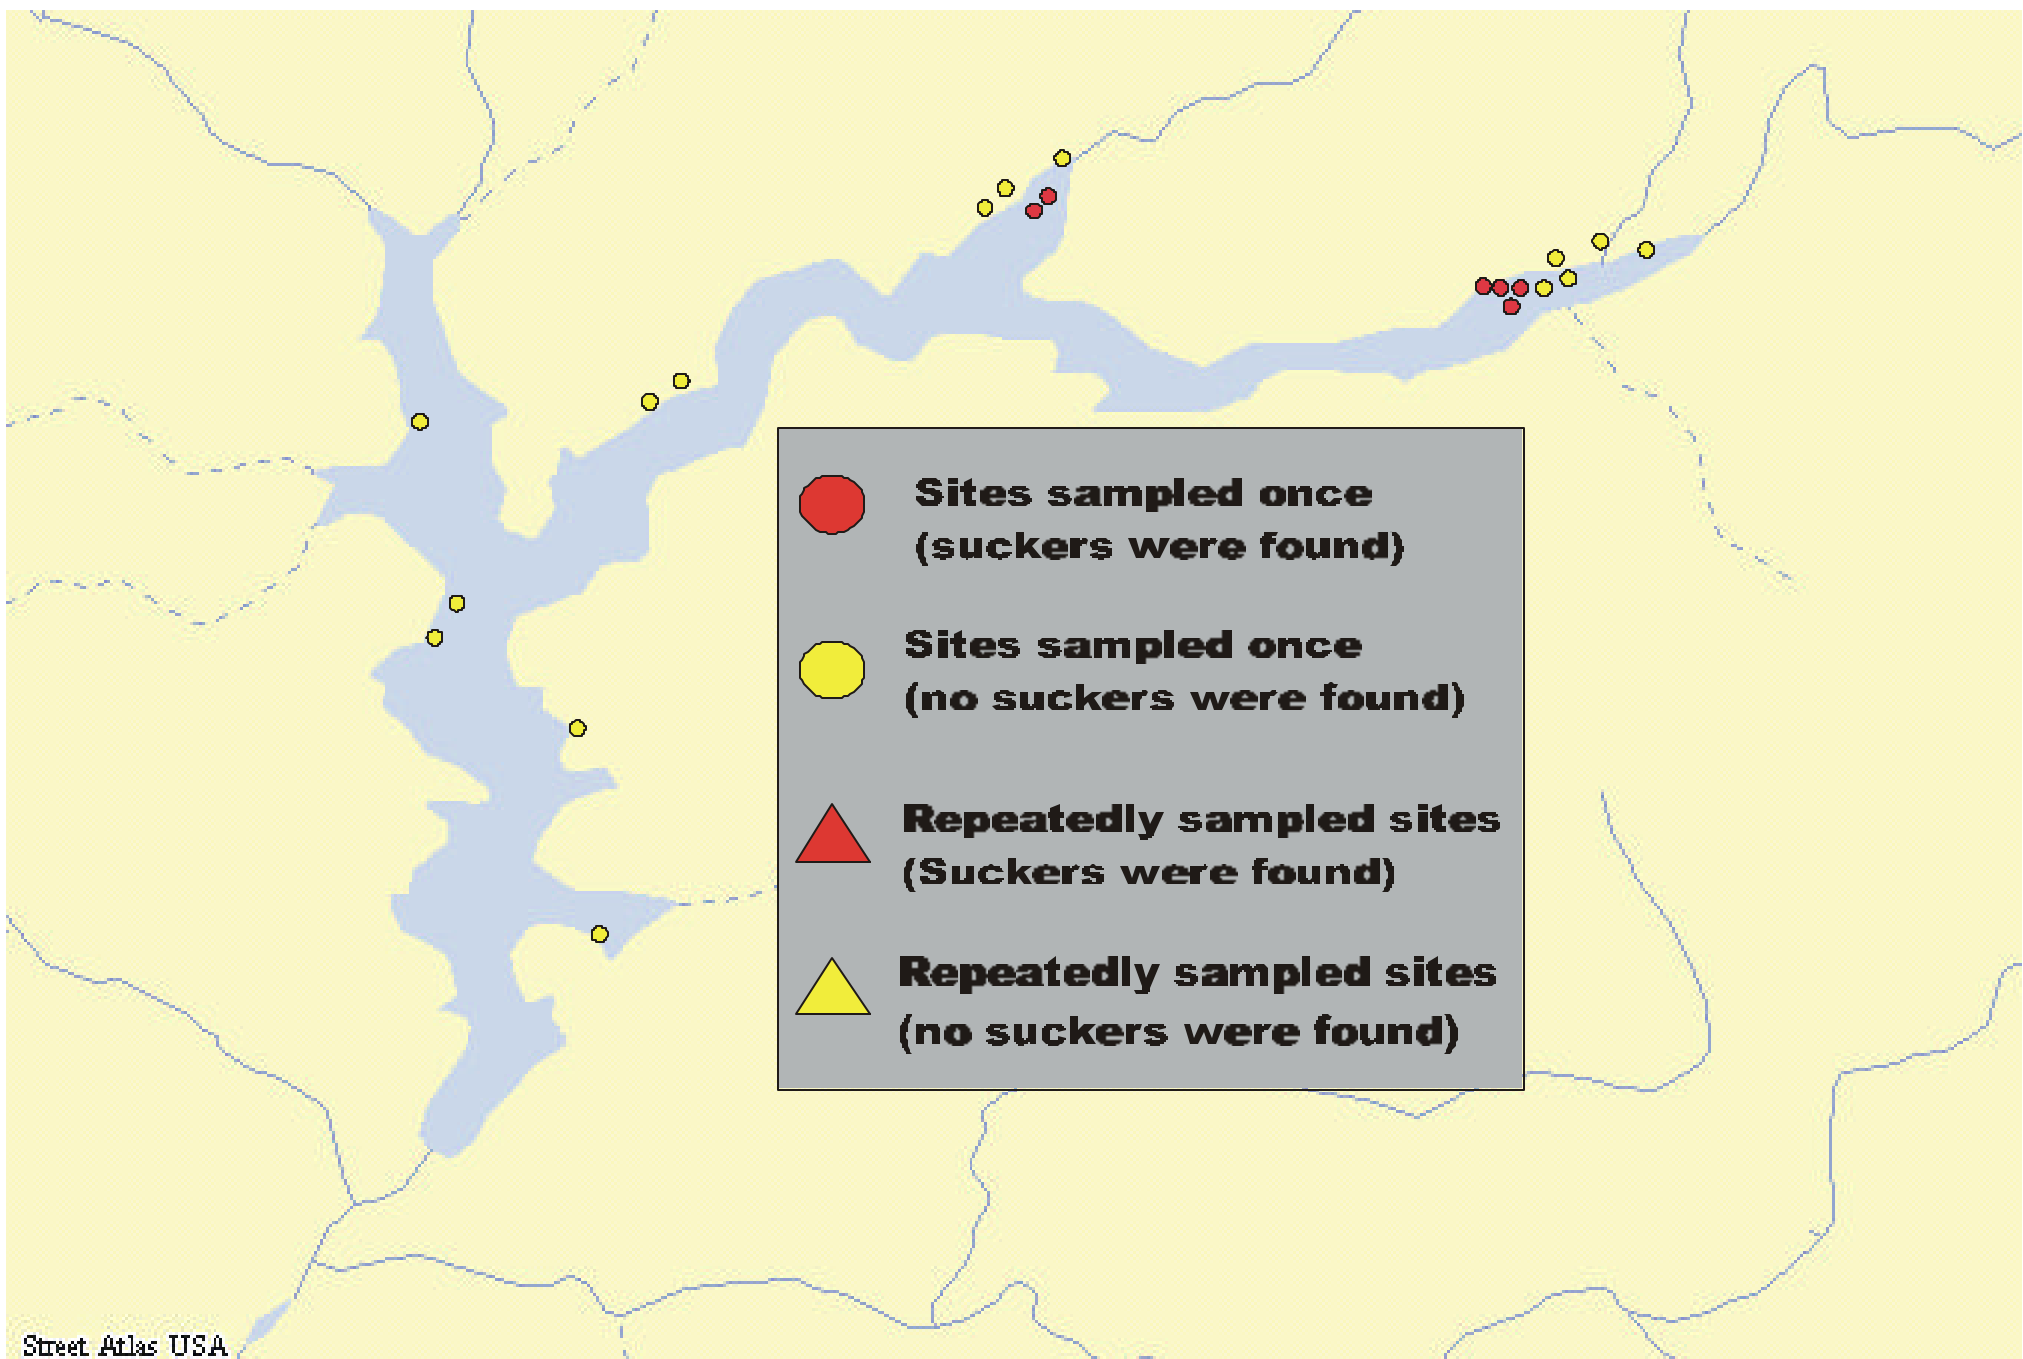 Sites sampled once
(suckers were found)
Sites sampled once
(no suckers were found)
Repeatedly sampled sites
(Suckers were found)
Repeatedly sampled sites
(no suckers were found)
Street Atlas USA